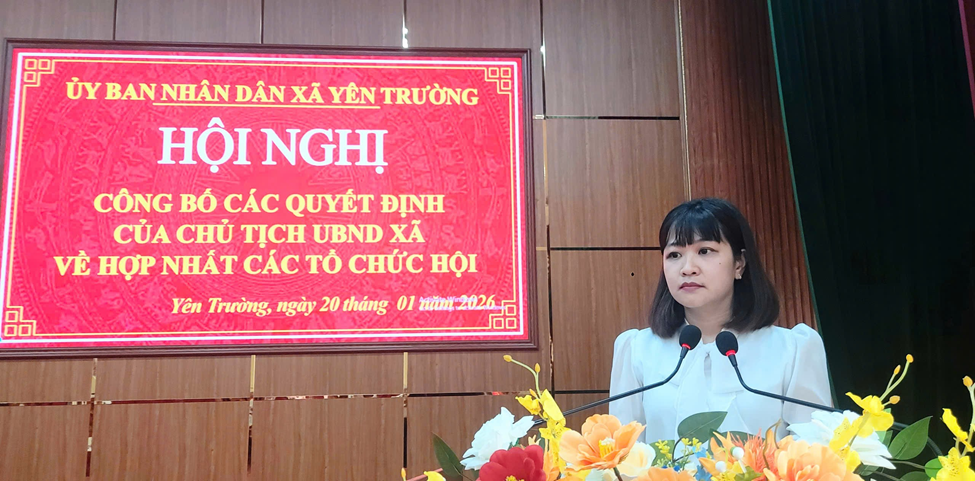 ỦY BAN NHÂN DÂN XÃ YÊN TRƯỜNG
HỘI NGHỊ
CÔNG BỐ CÁC QUYẾT ĐỊNH
CỦA CHỦ TỊCH UBND XÃ
VỀ HỢP NHẤT CÁC TỔ CHỨC HỘI
Yên Trường, ngày 20 tháng 01 năm 2026